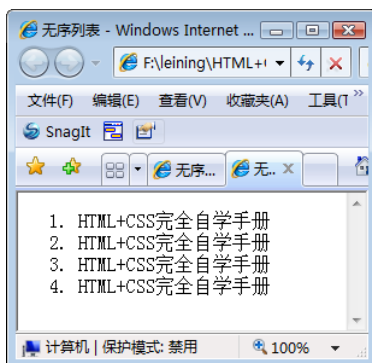 无序列表 - Windows Internet ...
F:\leining\HTML+
文件(F) 编辑(E) 查看(V) 收藏夹(A) 工具(T
SnagIt
无序... 无..
1. HTML+CSS完全自学手册
2. HTML+CSS完全自学手册
3. HTML+CSS完全自学手册
4. HTML+CSS完全自学手册
计算机 | 保护模式: 禁用 100%